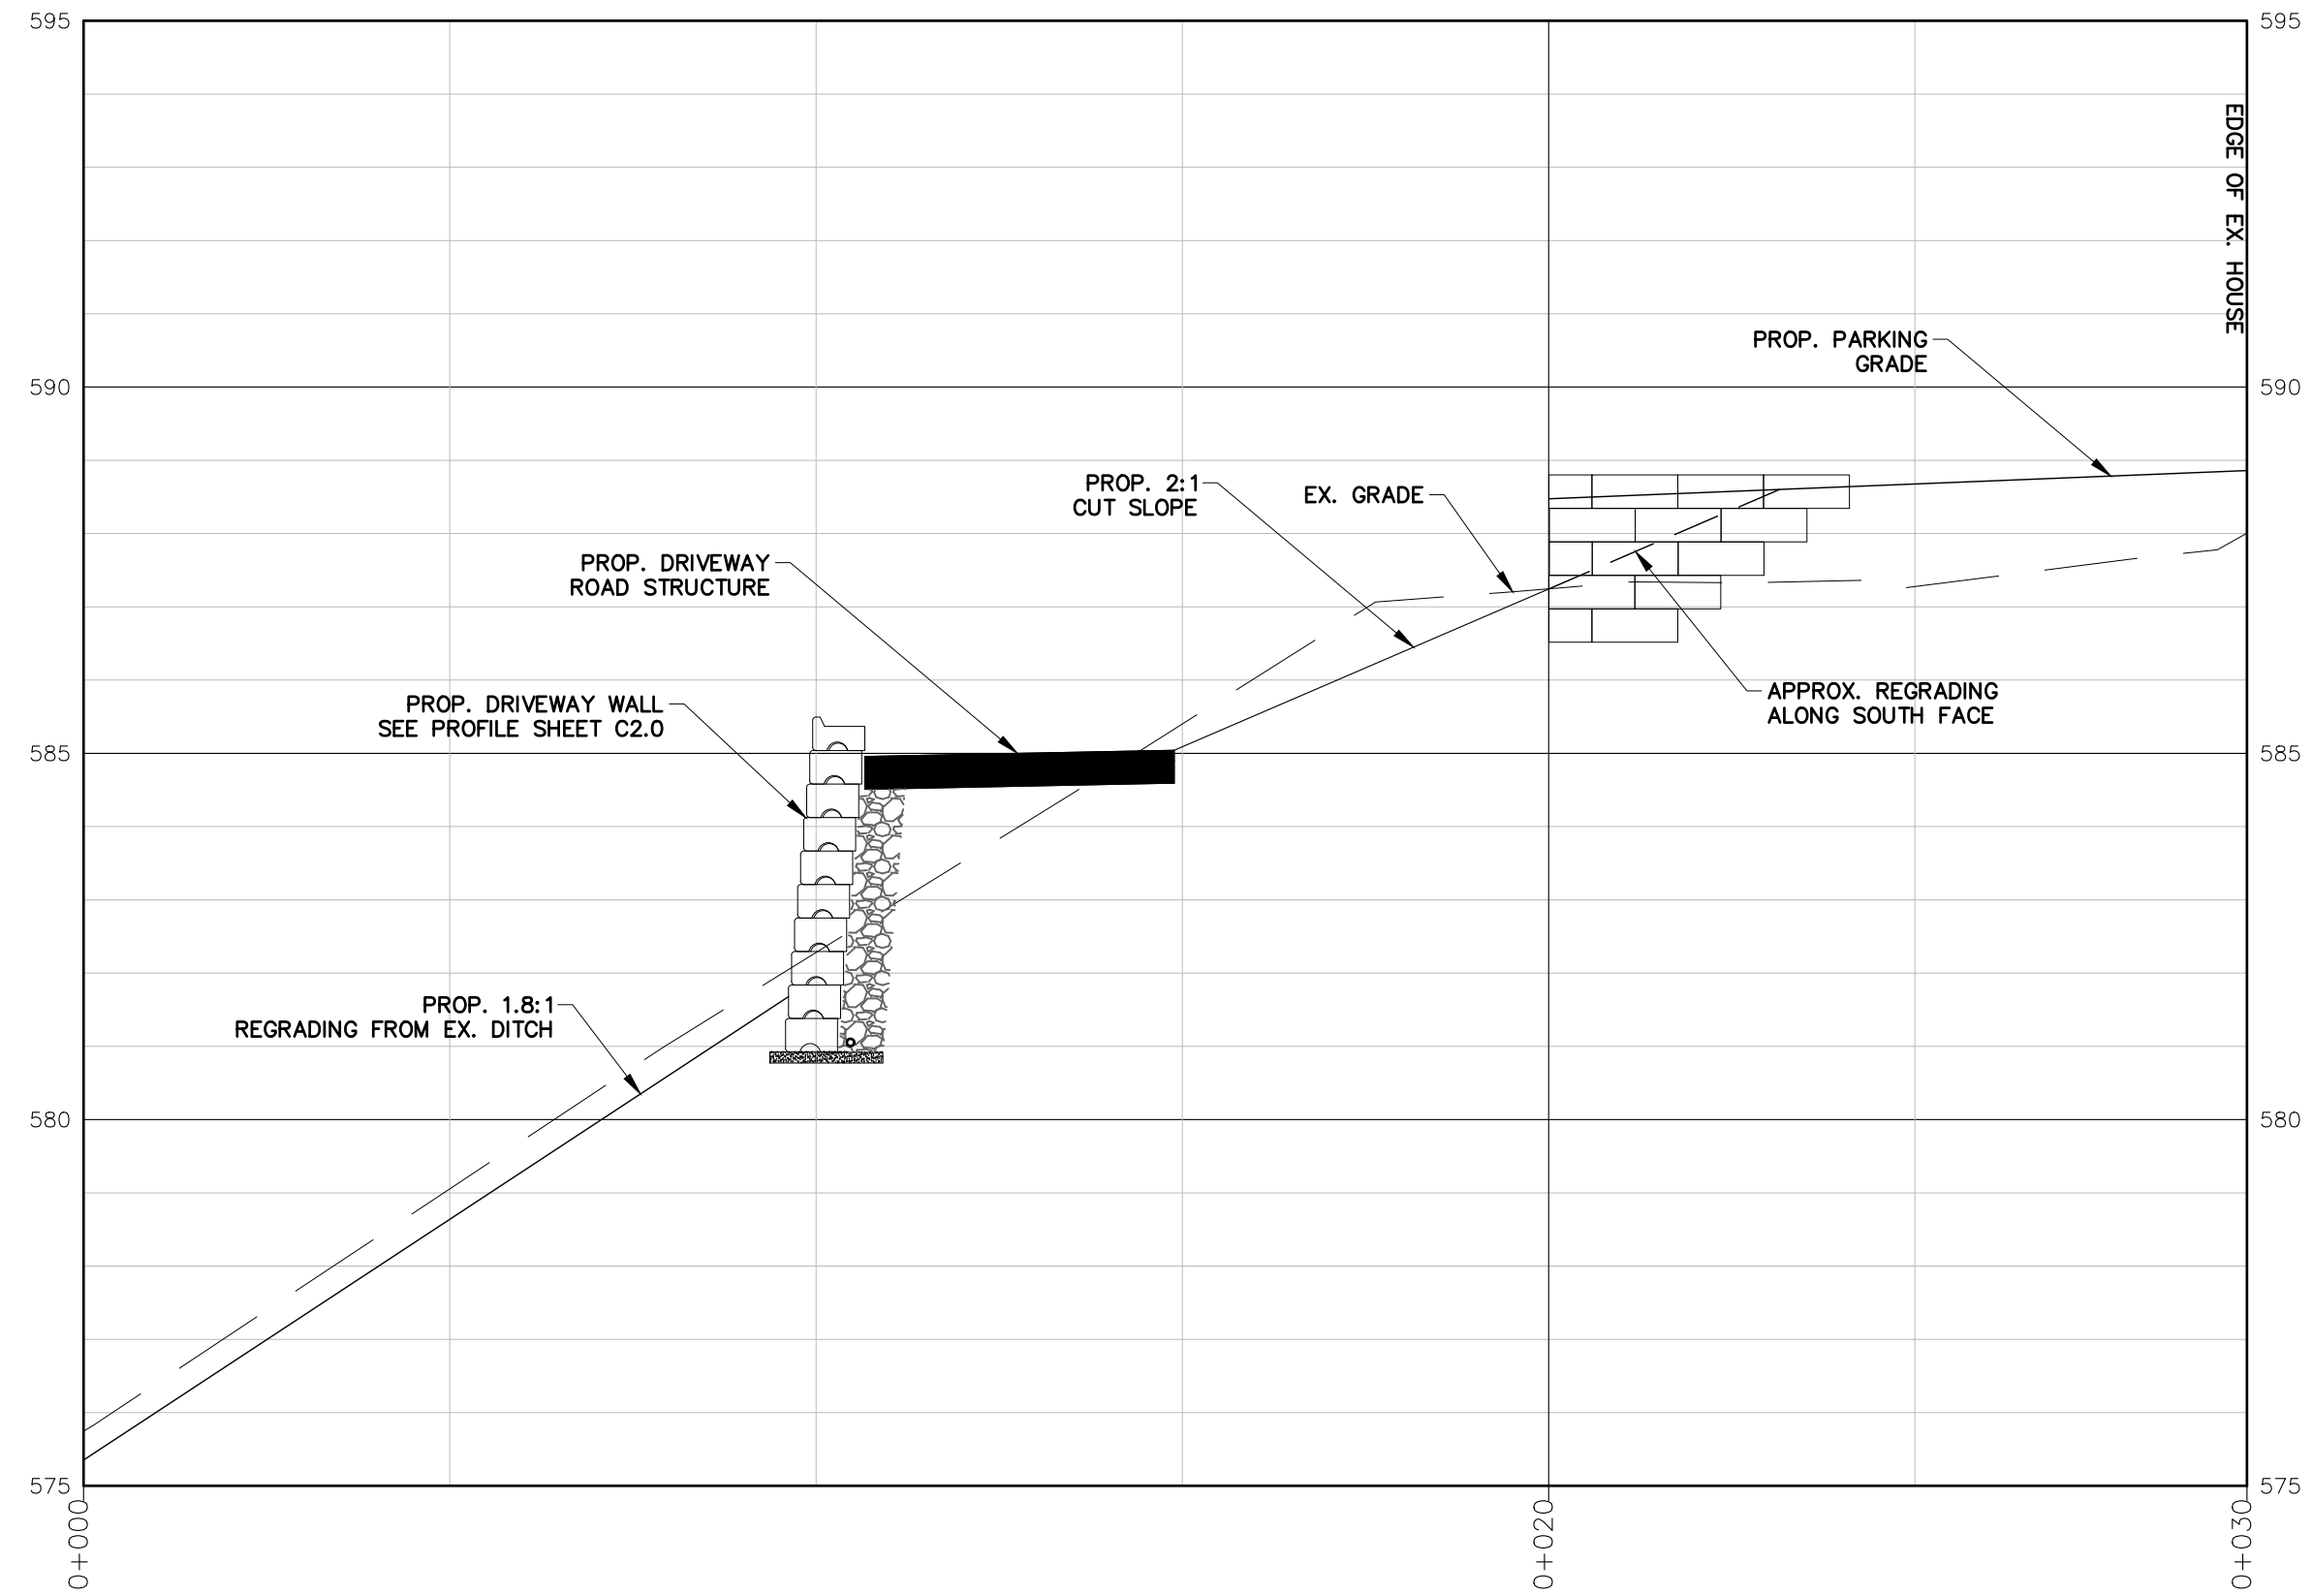 595
595
EDGE OF EX. HOUSE
PROP. PARKING
GRADE
590
590
PROP. 2:1
CUT SLOPE
EX. GRADE
PROP. DRIVEWAY
ROAD STRUCTURE
APPROX. REGRADING
ALONG SOUTH FACE
PROP. DRIVEWAY WALL
SEE PROFILE SHEET C2.0
585
585
PROP. 1.8:1
REGRADING FROM EX. DITCH
580
580
575
575
0+000
0+020
0+030